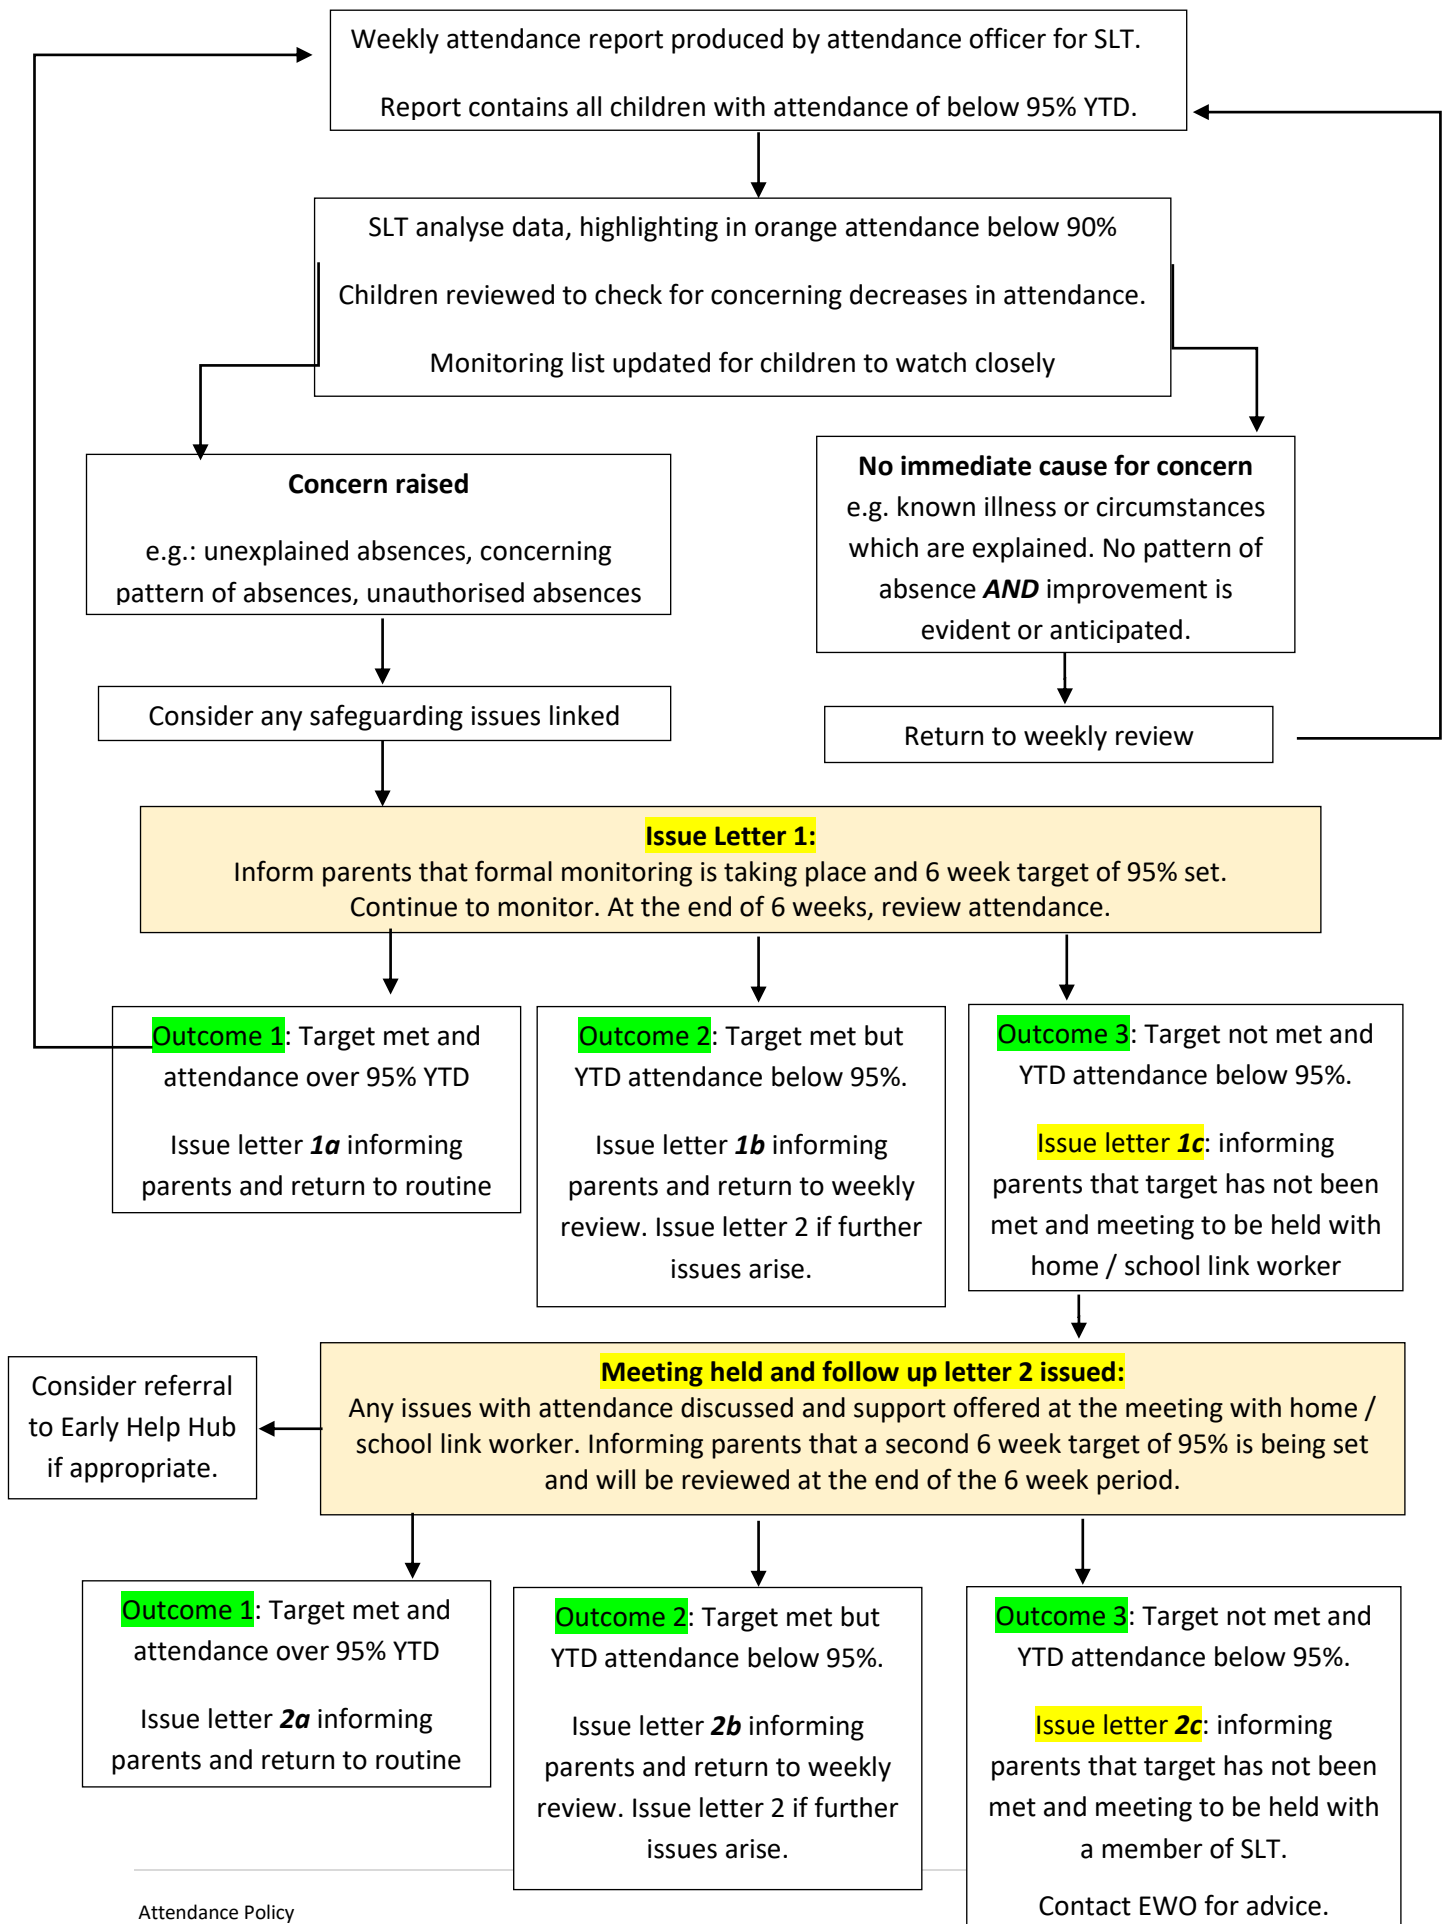 Weekly attendance report produced by attendance officer for SLT.
Report contains all children with attendance of below 95% YTD.
SLT analyse data, highlighting in orange attendance below 90%
Children reviewed to check for concerning decreases in attendance.
Monitoring list updated for children to watch closely
Concern raised
e.g.: unexplained absences, concerning
pattern of absences, unauthorised absences
No immediate cause for concern
e.g. known illness or circumstances
which are explained. No pattern of
absence AND improvement is
evident or anticipated.
Consider any safeguarding issues linked
Return to weekly review
Issue Letter 1:
Inform parents that formal monitoring is taking place and 6 week target of 95% set.
Continue to monitor. At the end of 6 weeks, review attendance.
Outcome 1: Target met and
attendance over 95% YTD
Issue letter 1a informing
parents and return to routine
Outcome 2: Target met but
YTD attendance below 95%.
Issue letter 1b informing
parents and return to weekly
review. Issue letter 2 if further
issues arise.
Outcome 3: Target not met and
YTD attendance below 95%.
Issue letter 1c: informing
parents that target has not been
met and meeting to be held with
home / school link worker
Consider referral
to Early Help Hub
if appropriate.
Meeting held and follow up letter 2 issued:
Any issues with attendance discussed and support offered at the meeting with home /
school link worker. Informing parents that a second 6 week target of 95% is being set
and will be reviewed at the end of the 6 week period.
Outcome 1: Target met and
attendance over 95% YTD
Issue letter 2a informing
parents and return to routine
Outcome 2: Target met but
YTD attendance below 95%.
Issue letter 2b informing
parents and return to weekly
review. Issue letter 2 if further
issues arise.
Outcome 3: Target not met and
YTD attendance below 95%.
Issue letter 2c: informing
parents that target has not been
met and meeting to be held with
a member of SLT.
Contact EWO for advice.
Attendance Policy